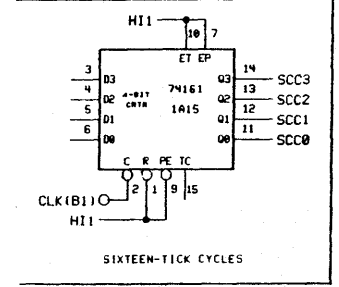 HI1
10 7
ET EP
3 D3 74161 Q3 14 SCC3
4 D2 4-BIT Q2 13 SCC2
CNTR
5 D1 1A15 Q1 12 SCC1
6 D0 Q0 11 SCC0
C R PE TC
CLK(B1) 2 1 9 15
HI1
SIXTEEN-TICK CYCLES